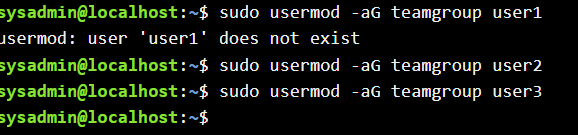 sysadmin@localhost:~$ sudo usermod -aG teamgroup user1
usermod: user 'user1' does not exist
sysadmin@localhost:~$ sudo usermod -aG teamgroup user2
sysadmin@localhost:~$ sudo usermod -aG teamgroup user3
sysadmin@localhost:~$